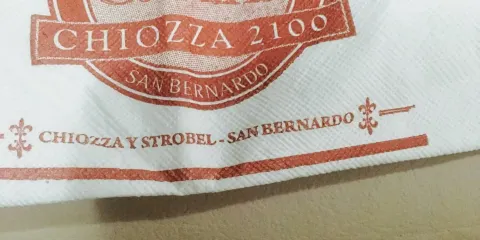 CHIOZZA 2100
SAN BERNARDO
CHIOZZA Y STROBEL - SAN BERNARDO